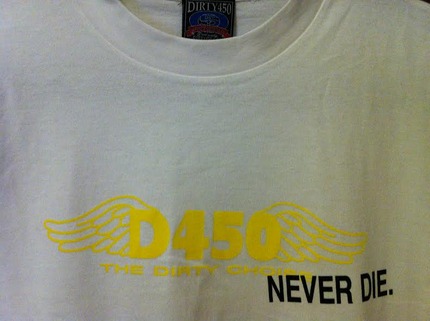 DIRTY450
D450
THE DIRTY
NEVER DIE.